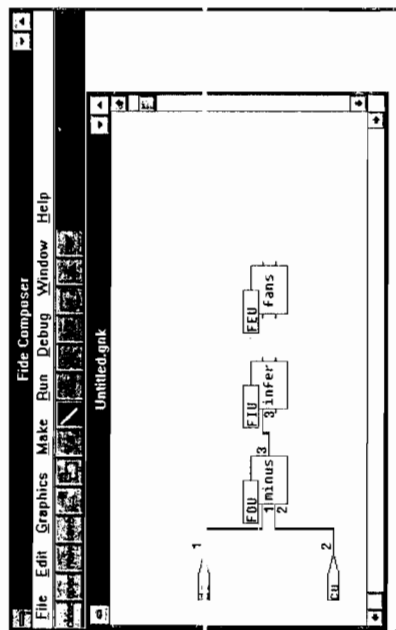 Fide Composer
File Edit Graphics Make Run Debug Window Help
Untitled.gnk
1
FOU
minus
1
2
3
FIU
infer
3
FEU
fans
2